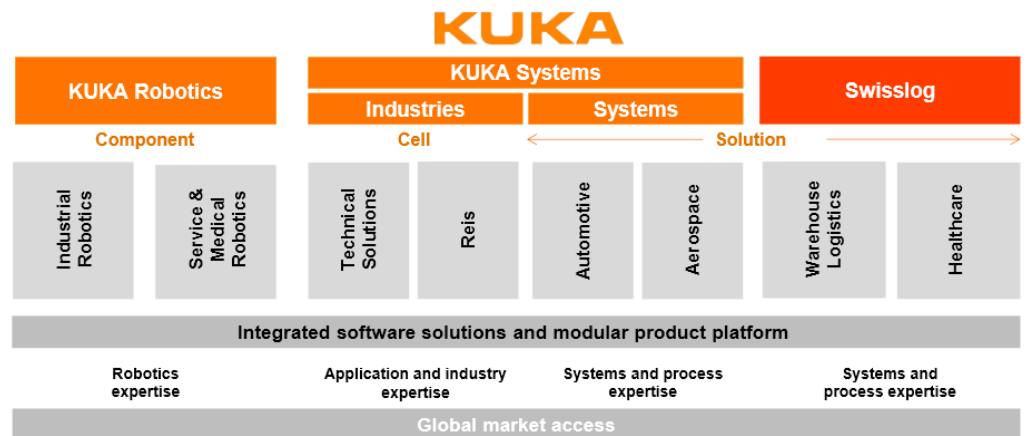 KUKA
KUKA Robotics
KUKA Systems
Swisslog
Industries
Systems
Component
Cell
Solution
Industrial
Robotics
Service &
Medical
Robotics
Technical
Solutions
Reis
Automotive
Aerospace
Warehouse
Logistics
Healthcare
Integrated software solutions and modular product platform
Robotics
expertise
Application and industry
expertise
Systems and process
expertise
Systems and
process expertise
Global market access